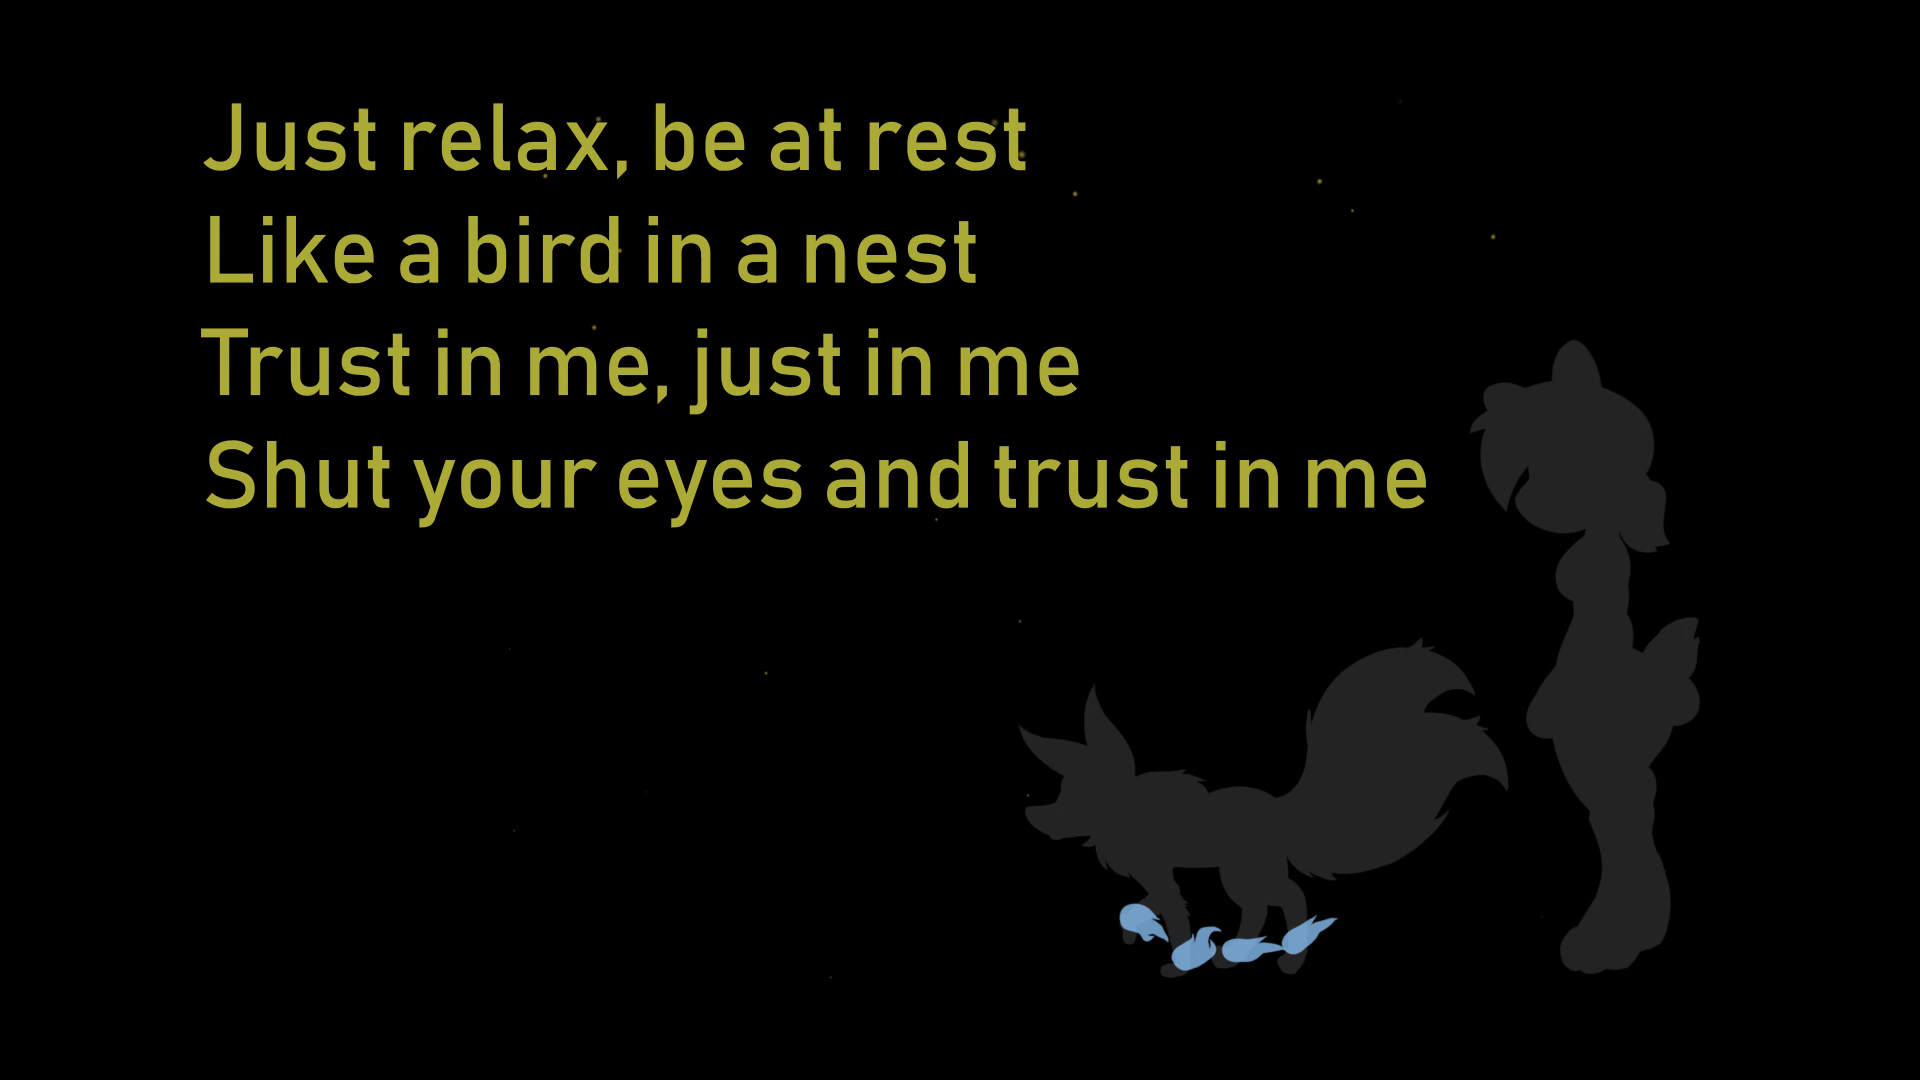 Just relax, be at rest
Like a bird in a nest
Trust in me, just in me
Shut your eyes and trust in me